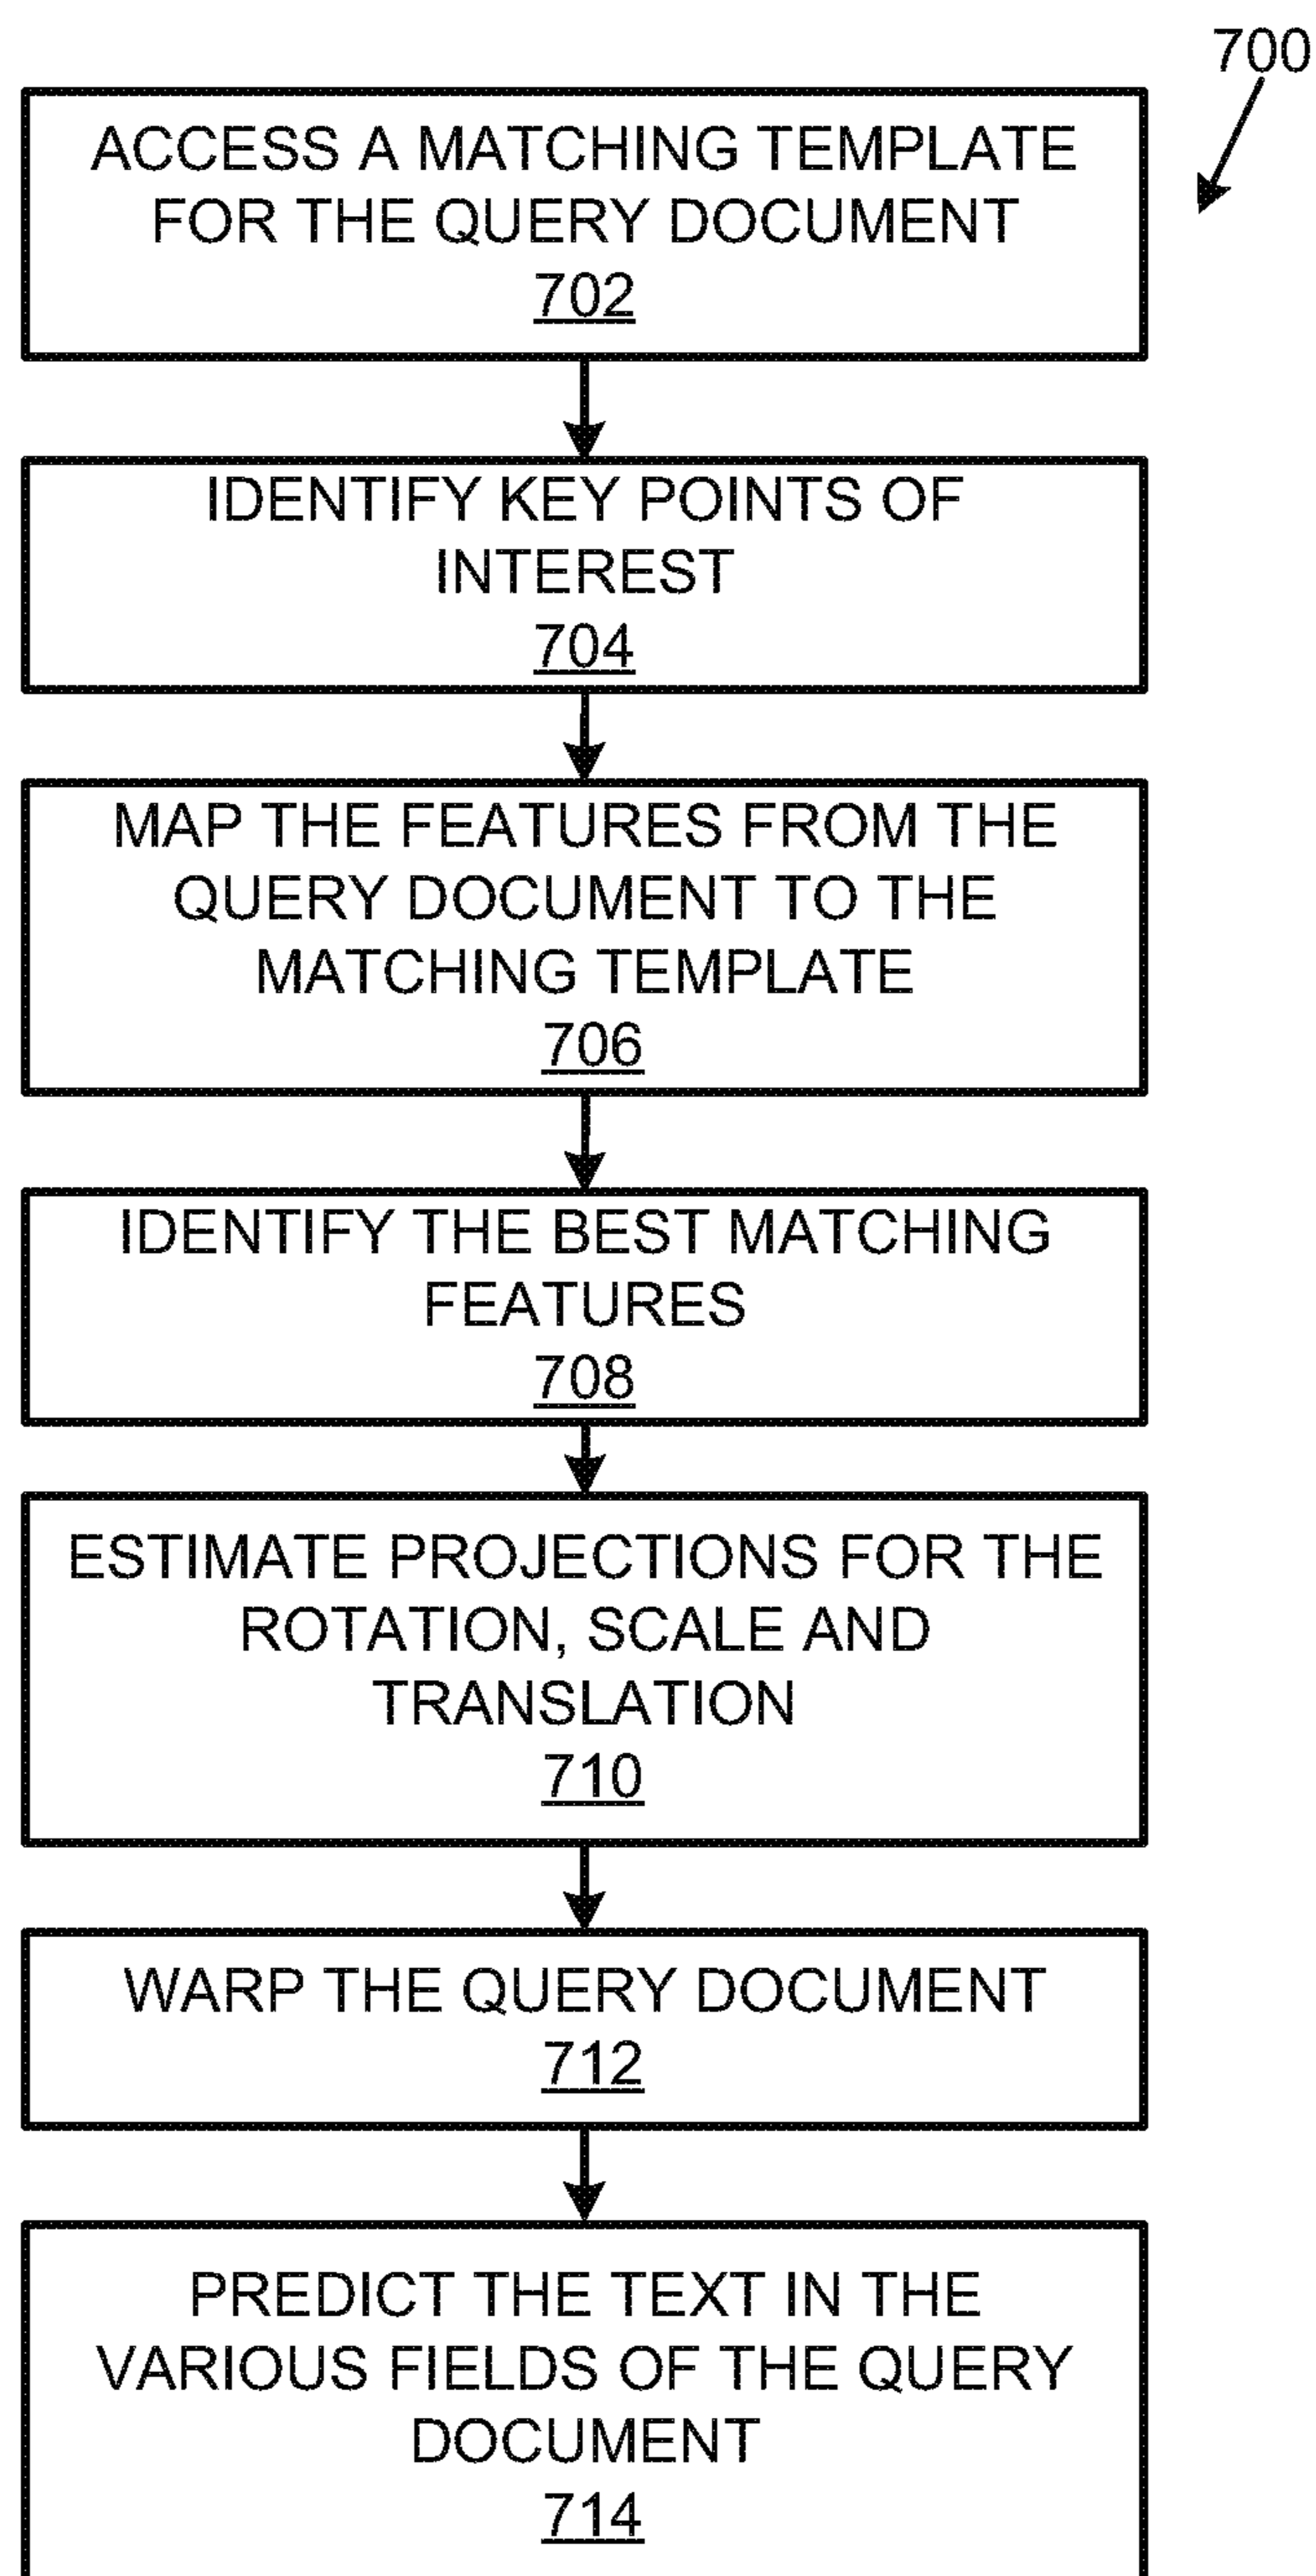 700
ACCESS A MATCHING TEMPLATE
FOR THE QUERY DOCUMENT
702
IDENTIFY KEY POINTS OF
INTEREST
704
MAP THE FEATURES FROM THE
QUERY DOCUMENT TO THE
MATCHING TEMPLATE
706
IDENTIFY THE BEST MATCHING
FEATURES
708
ESTIMATE PROJECTIONS FOR THE
ROTATION, SCALE AND
TRANSLATION
710
WARP THE QUERY DOCUMENT
712
PREDICT THE TEXT IN THE
VARIOUS FIELDS OF THE QUERY
DOCUMENT
714